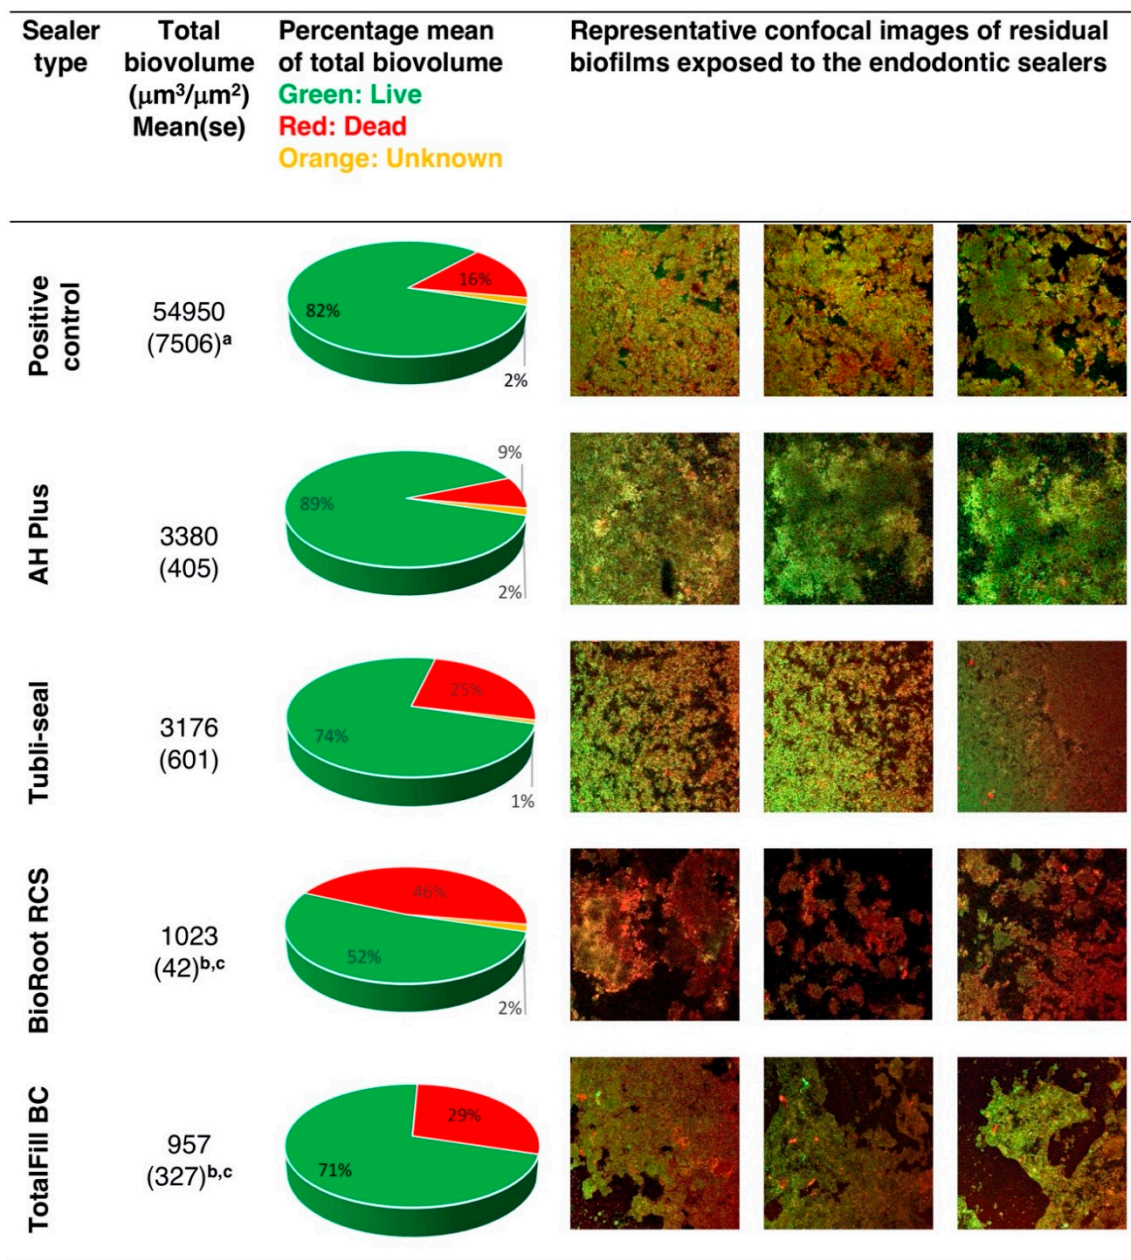 Sealer type
Total biovolume (µm³/µm²) Mean(se)
Percentage mean of total biovolume
Green: Live
Red: Dead
Orange: Unknown
Representative confocal images of residual biofilms exposed to the endodontic sealers
Positive control
54950
(7506)ᵃ
82%
16%
2%
AH Plus
3380
(405)
89%
9%
2%
Tubli-seal
3176
(601)
74%
25%
1%
BioRoot RCS
1023
(42)ᵇ,ᶜ
52%
46%
2%
TotalFill BC
957
(327)ᵇ,ᶜ
71%
29%